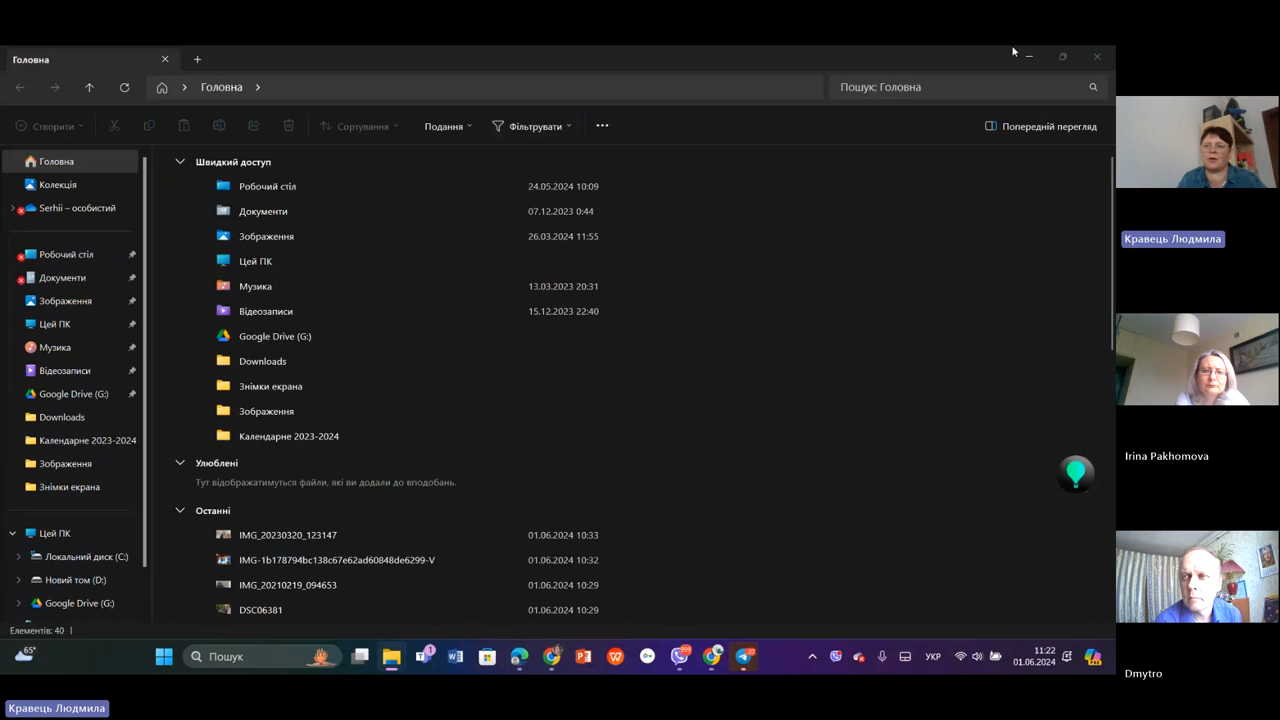 Головна
Головна
Пошук: Головна
Створити
Сортування
Подання
Фільтрувати
Попередній перегляд
Головна
Колекція
Serhii – особистий
Робочий стіл
Документи
Зображення
Цей ПК
Музика
Відеозаписи
Google Drive (G:)
Downloads
Календарне 2023-2024
Зображення
Знімки екрана
Цей ПК
Локальний диск (C:)
Новий том (D:)
Google Drive (G:)
Швидкий доступ
Робочий стіл 24.05.2024 10:09
Документи 07.12.2023 0:44
Зображення 26.03.2024 11:55
Цей ПК
Музика 13.03.2023 20:31
Відеозаписи 15.12.2023 22:40
Google Drive (G:)
Downloads
Знімки екрана
Зображення
Календарне 2023-2024
Улюблені
Тут відображатимуться файли, які ви додали до вподобань.
Останні
IMG_20230320_123147 01.06.2024 10:33
IMG-1b178794bc138c67e62ad60848de6299-V 01.06.2024 10:32
IMG_20210219_094653 01.06.2024 10:29
DSC06381 01.06.2024 10:29
Елементів: 40
65°
Пошук
1
999
УКР
11:22
01.06.2024
Кравець Людмила
Irina Pakhomova
Dmytro
Кравець Людмила